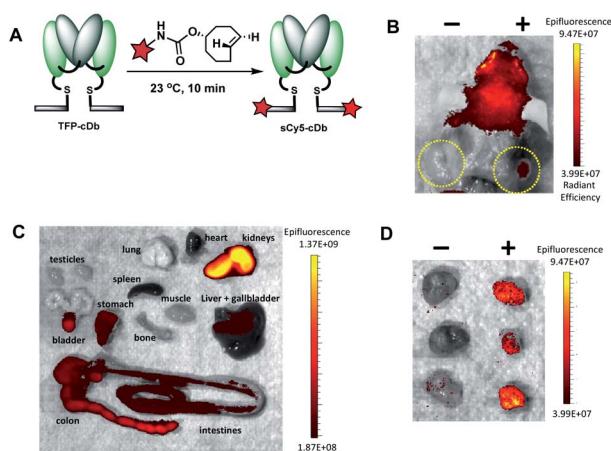 A
H
N
O
O
H
H
S
S
S
S
23 °C, 10 min
TFP-cDb
sCy5-cDb
B
−
+
Epifluorescence
9.47E+07
3.99E+07
Radiant
Efficiency
C
Epifluorescence
1.37E+09
heart
kidneys
lung
testicles
spleen
muscle
Liver + gallbladder
stomach
bladder
bone
colon
intestines
1.87E+08
D
−
+
Epifluorescence
9.47E+07
3.99E+07